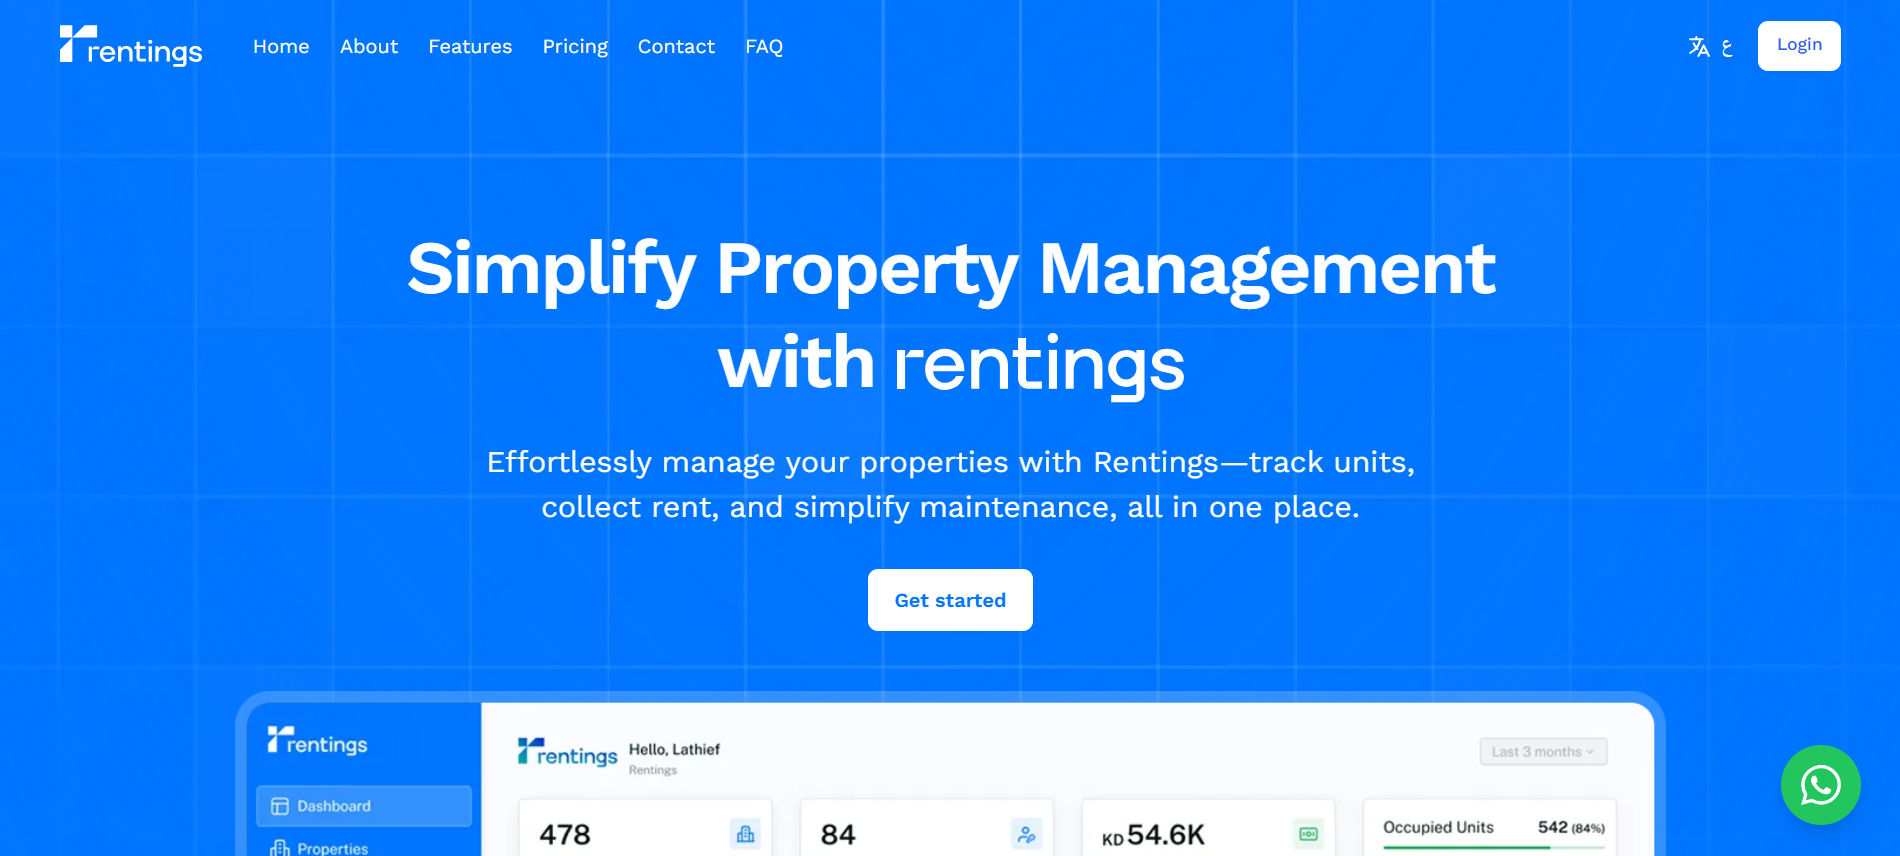 rentings
Home About Features Pricing Contact FAQ
ع
Login
Simplify Property Management
with rentings
Effortlessly manage your properties with Rentings—track units,
collect rent, and simplify maintenance, all in one place.
Get started
rentings
Dashboard
Properties
rentings
Hello, Lathief
Rentings
Last 3 months
478
84
KD 54.6K
Occupied Units 542 (84%)